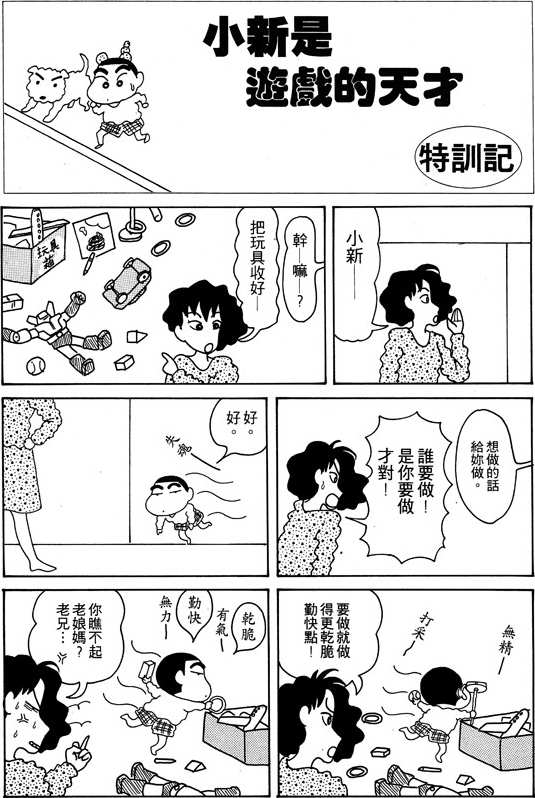 小新是
遊戲的天才
特訓記
小新—
幹—嘛—？
把玩具收好—
玩具
箱
想做的話
給妳做。
誰要做！
是你要做
才對！
好。
好。
失魂
要做就做
得更乾脆
勤快點！
無精—
打采—
乾脆
有氣—
勤快
無力—
你瞧不起
老娘媽？
老兄…